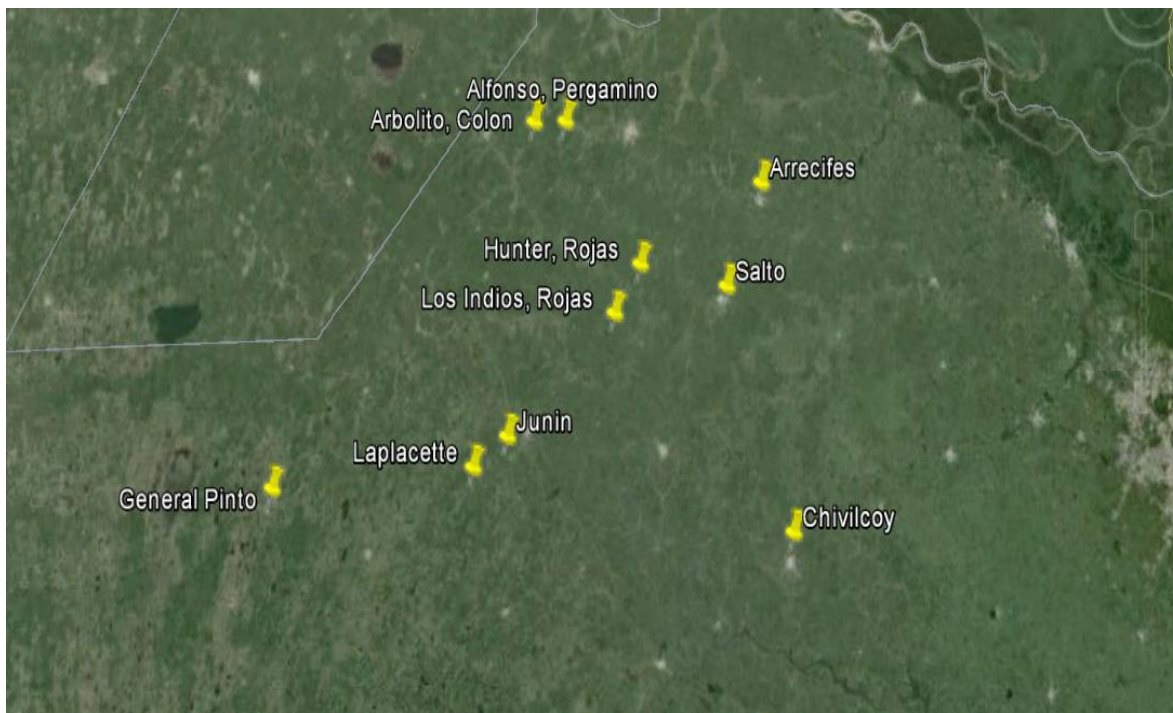 Alfonso, Pergamino
Arbolito, Colon
Arrecifes
Hunter, Rojas
Salto
Los Indios, Rojas
Junin
Laplacette
General Pinto
Chivilcoy